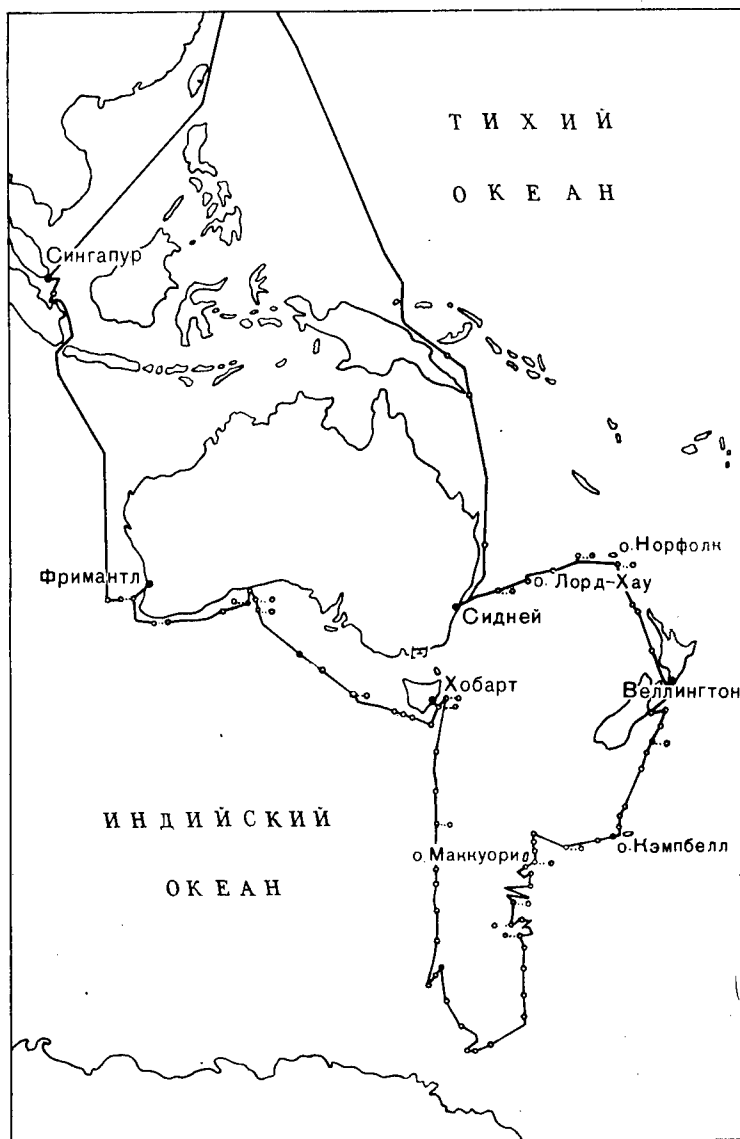 ТИХИЙ
ОКЕАН
Сингапур
о.Норфолк
Фримантл
о.Лорд-Хау
Сидней
Хобарт
Веллингтон
ИНДИЙСКИЙ
о.Маккуори
о.Кэмпбелл
ОКЕАН